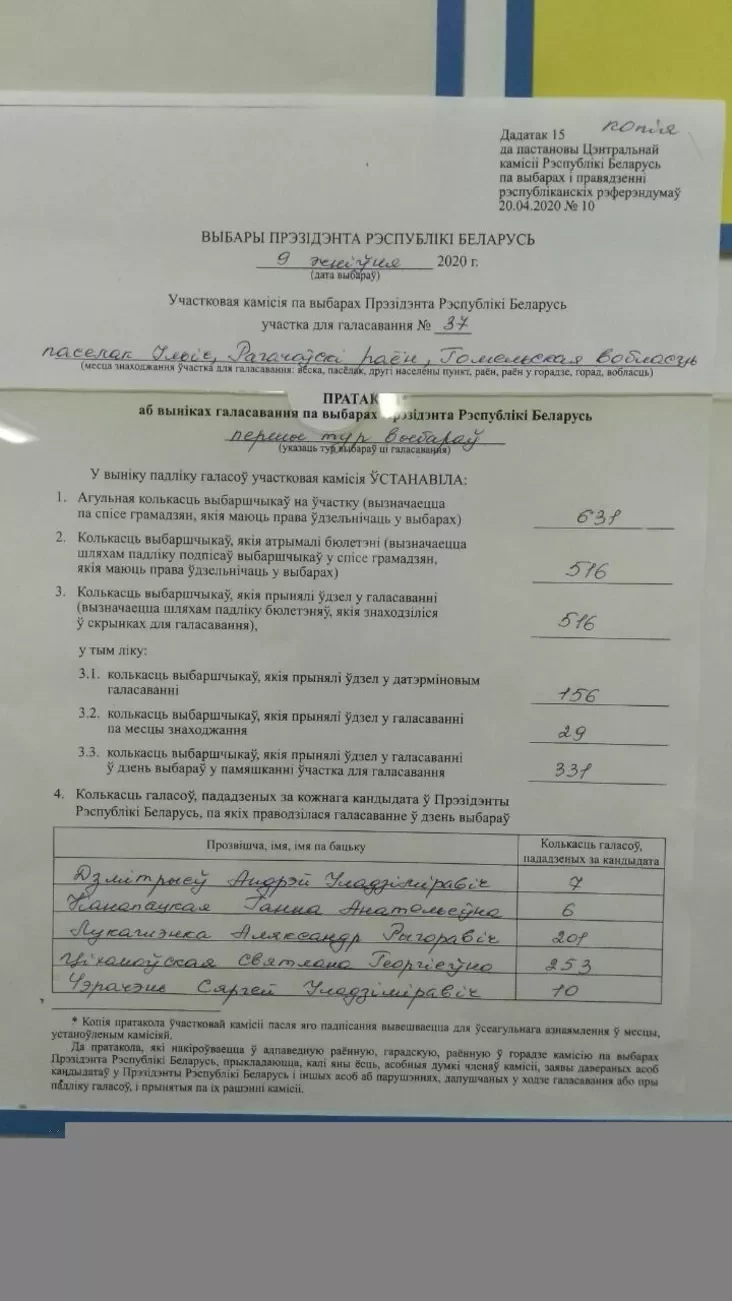 копія
Дадатак 15
да пастановы Цэнтральнай
камісіі Рэспублікі Беларусь
па выбарах і правядзенні
рэспубліканскіх рэферэндумаў
20.04.2020 № 10
ВЫБАРЫ ПРЭЗІДЭНТА РЭСПУБЛІКІ БЕЛАРУСЬ
9 жніўня 2020 г.
(дата выбараў)
Участковая камісія па выбарах Прэзідэнта Рэспублікі Беларусь
участка для галасавання № 37
паселак Ільіч, Рагачоўскі раён, Гомельская вобласць
(месца знаходжання ўчастка для галасавання: вёска, пасёлак, другі населены пункт, раён, раён у горадзе, горад, вобласць)
ПРАТАК
аб выніках галасавання па выбарах рэзідэнта Рэспублікі Беларусь
першы тур выбараў
(указаць тур выбараў ці галасавання)
У выніку падліку галасоў участковая камісія ЎСТАНАВІЛА:
1. Агульная колькасць выбаршчыкаў на ўчастку (вызначаецца
па спісе грамадзян, якія маюць права ўдзельнічаць у выбарах) 631
2. Колькасць выбаршчыкаў, якія атрымалі бюлетэні (вызначаецца
шляхам падліку подпісаў выбаршчыкаў у спісе грамадзян,
якія маюць права ўдзельнічаць у выбарах) 516
3. Колькасць выбаршчыкаў, якія прынялі ўдзел у галасаванні
(вызначаецца шляхам падліку бюлетэняў, якія знаходзіліся
ў скрынках для галасавання), 516
у тым ліку:
3.1. колькасць выбаршчыкаў, якія прынялі ўдзел у датэрміновым
галасаванні 156
3.2. колькасць выбаршчыкаў, якія прынялі ўдзел у галасаванні
па месцы знаходжання 29
3.3. колькасць выбаршчыкаў, якія прынялі ўдзел у галасаванні
ў дзень выбараў у памяшканні ўчастка для галасавання 331
4. Колькасць галасоў, пададзеных за кожнага кандыдата ў Прэзідэнты
Рэспублікі Беларусь, па якіх праводзілася галасаванне ў дзень выбараў
Прозвішча, імя, імя па бацьку Колькасць галасоў,
пададзеных за кандыдата
Дзмітрыеў Андрэй Уладзіміравіч 7
Канапацкая Ганна Анатольеўна 6
Лукашэнка Аляксандр Рыгоравіч 201
Ціханоўская Святлана Георгіеўна 253
Чэрачэнь Сяргей Уладзіміравіч 10
* Копія пратакола ўчастковай камісіі пасля яго падпісання вывешваецца для ўсеагульнага азнаямлення ў месцы,
устаноўленым камісіяй.
Да пратакола, які накіроўваецца ў адпаведную раённую, гарадскую, раённую ў горадзе камісію па выбарах
Прэзідэнта Рэспублікі Беларусь, прыкладаюцца, калі яны ёсць, асобныя думкі членаў камісіі, заявы давераных асоб
кандыдатаў у Прэзідэнты Рэспублікі Беларусь і іншых асоб аб парушэннях, дапушчаных у ходзе галасавання або пры
падліку галасоў, і прынятыя па іх рашэнні камісіі.